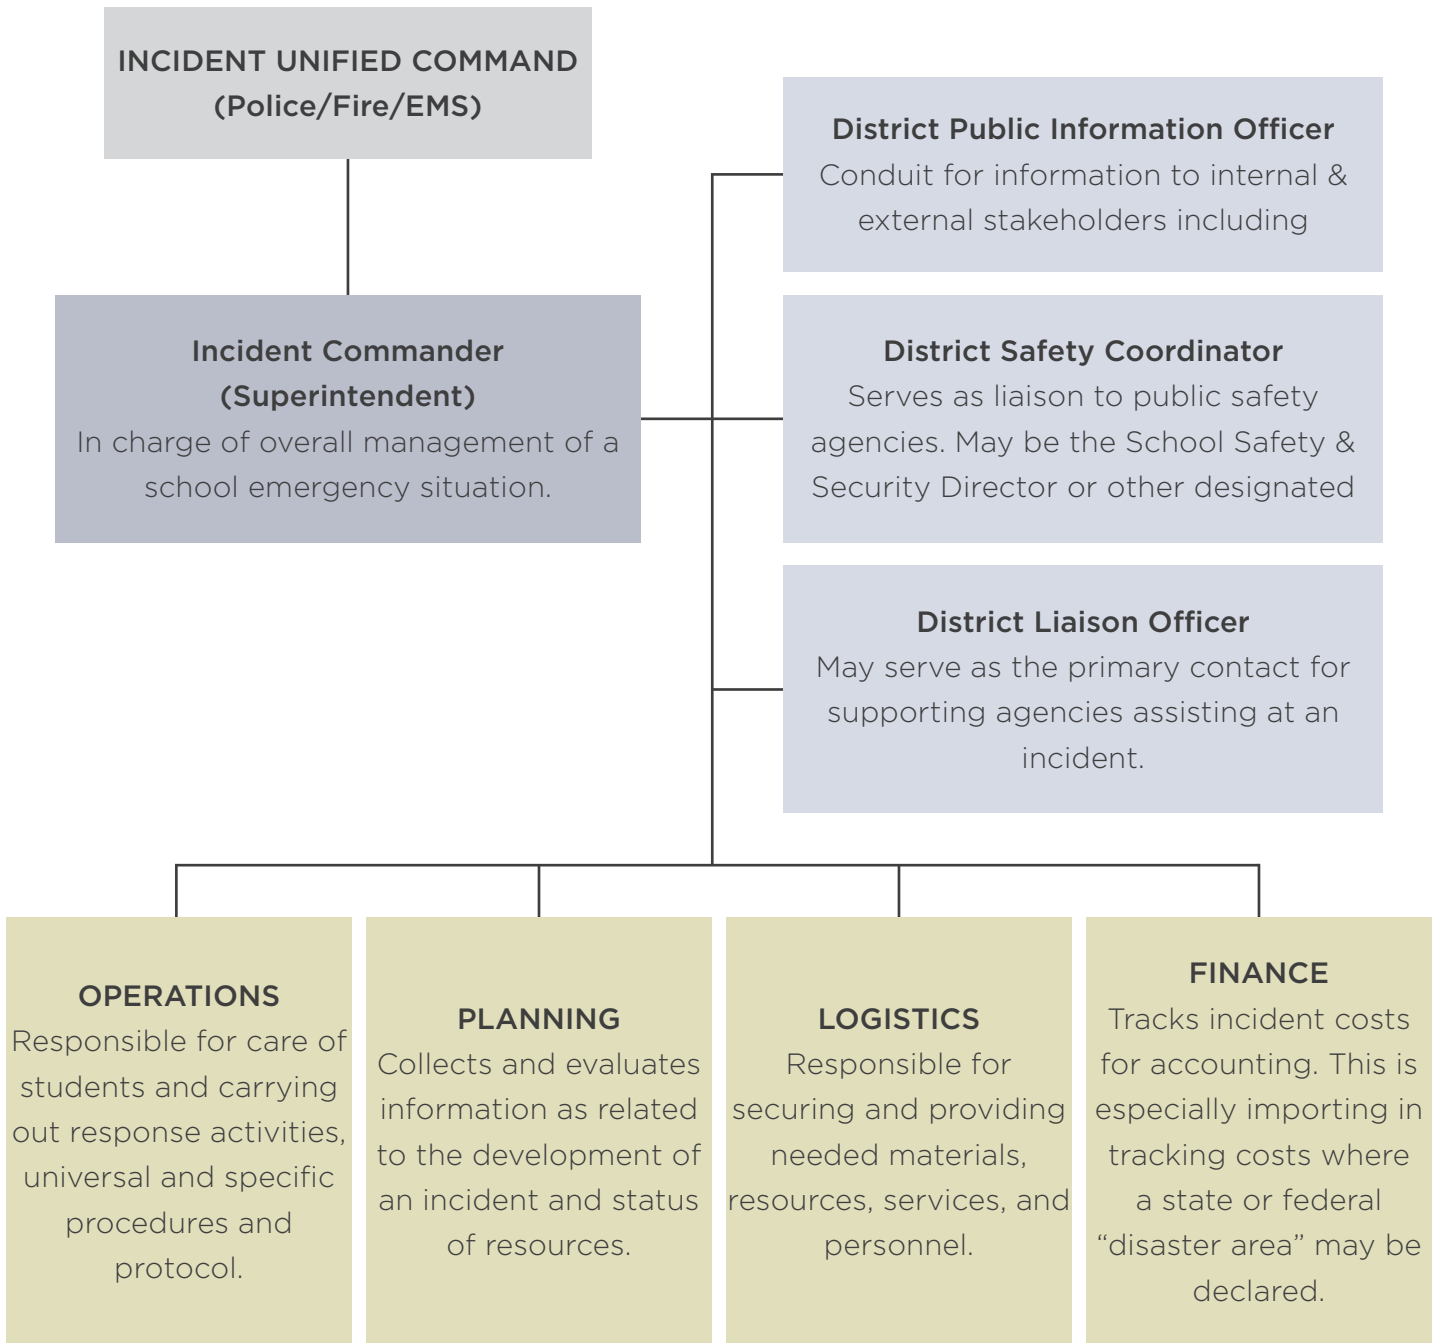 INCIDENT UNIFIED COMMAND
(Police/Fire/EMS)
District Public Information Officer
Conduit for information to internal &
external stakeholders including
Incident Commander
(Superintendent)
In charge of overall management of a
school emergency situation.
District Safety Coordinator
Serves as liaison to public safety
agencies. May be the School Safety &
Security Director or other designated
District Liaison Officer
May serve as the primary contact for
supporting agencies assisting at an
incident.
OPERATIONS
Responsible for care of
students and carrying
out response activities,
universal and specific
procedures and
protocol.
PLANNING
Collects and evaluates
information as related
to the development of
an incident and status
of resources.
LOGISTICS
Responsible for
securing and providing
needed materials,
resources, services, and
personnel.
FINANCE
Tracks incident costs
for accounting. This is
especially importing in
tracking costs where
a state or federal
“disaster area” may be
declared.